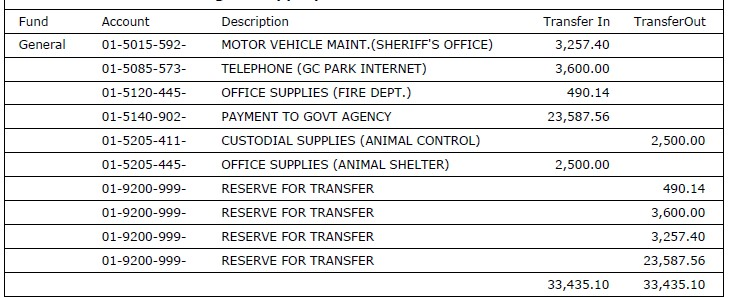 Fund Account Description Transfer In TransferOut
General 01-5015-592- MOTOR VEHICLE MAINT.(SHERIFF'S OFFICE) 3,257.40
01-5085-573- TELEPHONE (GC PARK INTERNET) 3,600.00
01-5120-445- OFFICE SUPPLIES (FIRE DEPT.) 490.14
01-5140-902- PAYMENT TO GOVT AGENCY 23,587.56
01-5205-411- CUSTODIAL SUPPLIES (ANIMAL CONTROL) 2,500.00
01-5205-445- OFFICE SUPPLIES (ANIMAL SHELTER) 2,500.00
01-9200-999- RESERVE FOR TRANSFER 490.14
01-9200-999- RESERVE FOR TRANSFER 3,600.00
01-9200-999- RESERVE FOR TRANSFER 3,257.40
01-9200-999- RESERVE FOR TRANSFER 23,587.56
33,435.10 33,435.10